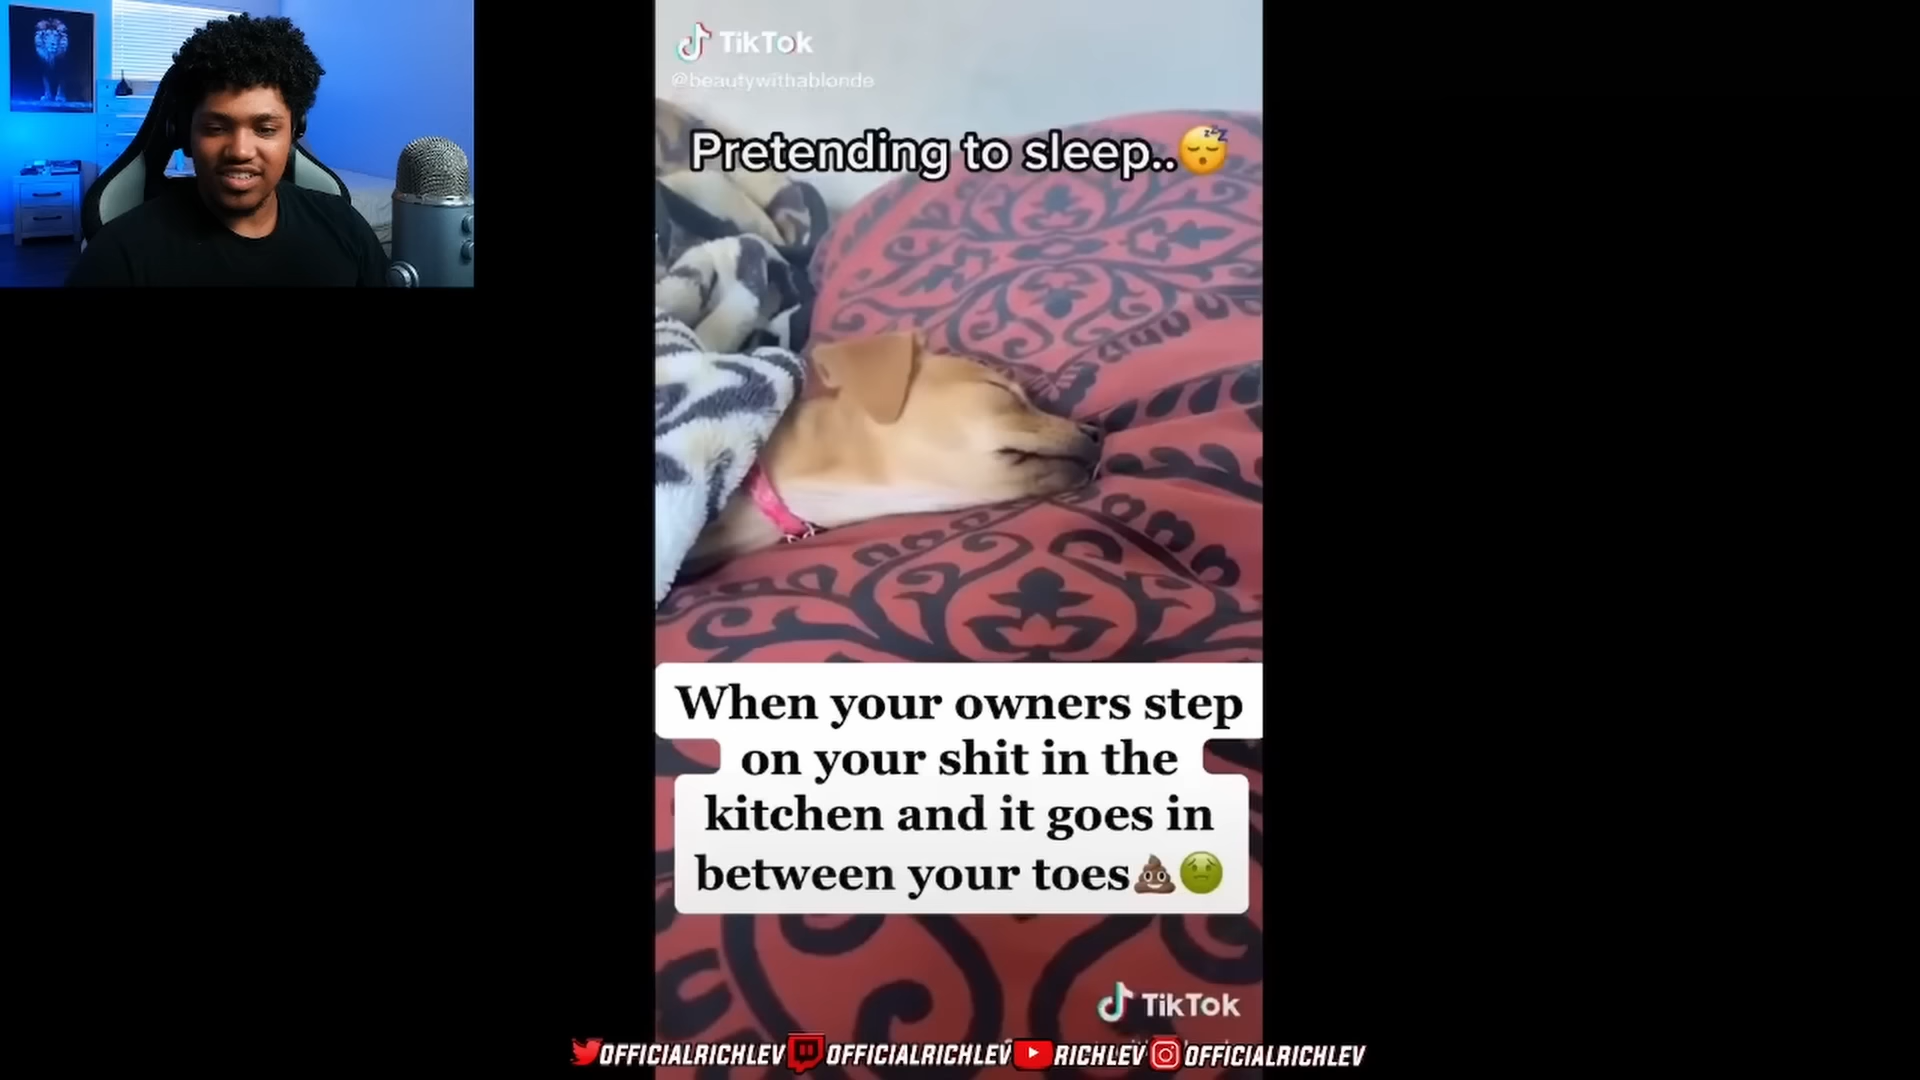 TikTok
@beautywithablonde
Pretending to sleep..😴
When your owners step
on your shit in the
kitchen and it goes in
between your toes💩🤢
TikTok
OFFICIALRICHLEV OFFICIALRICHLEV RICHLEV OFFICIALRICHLEV